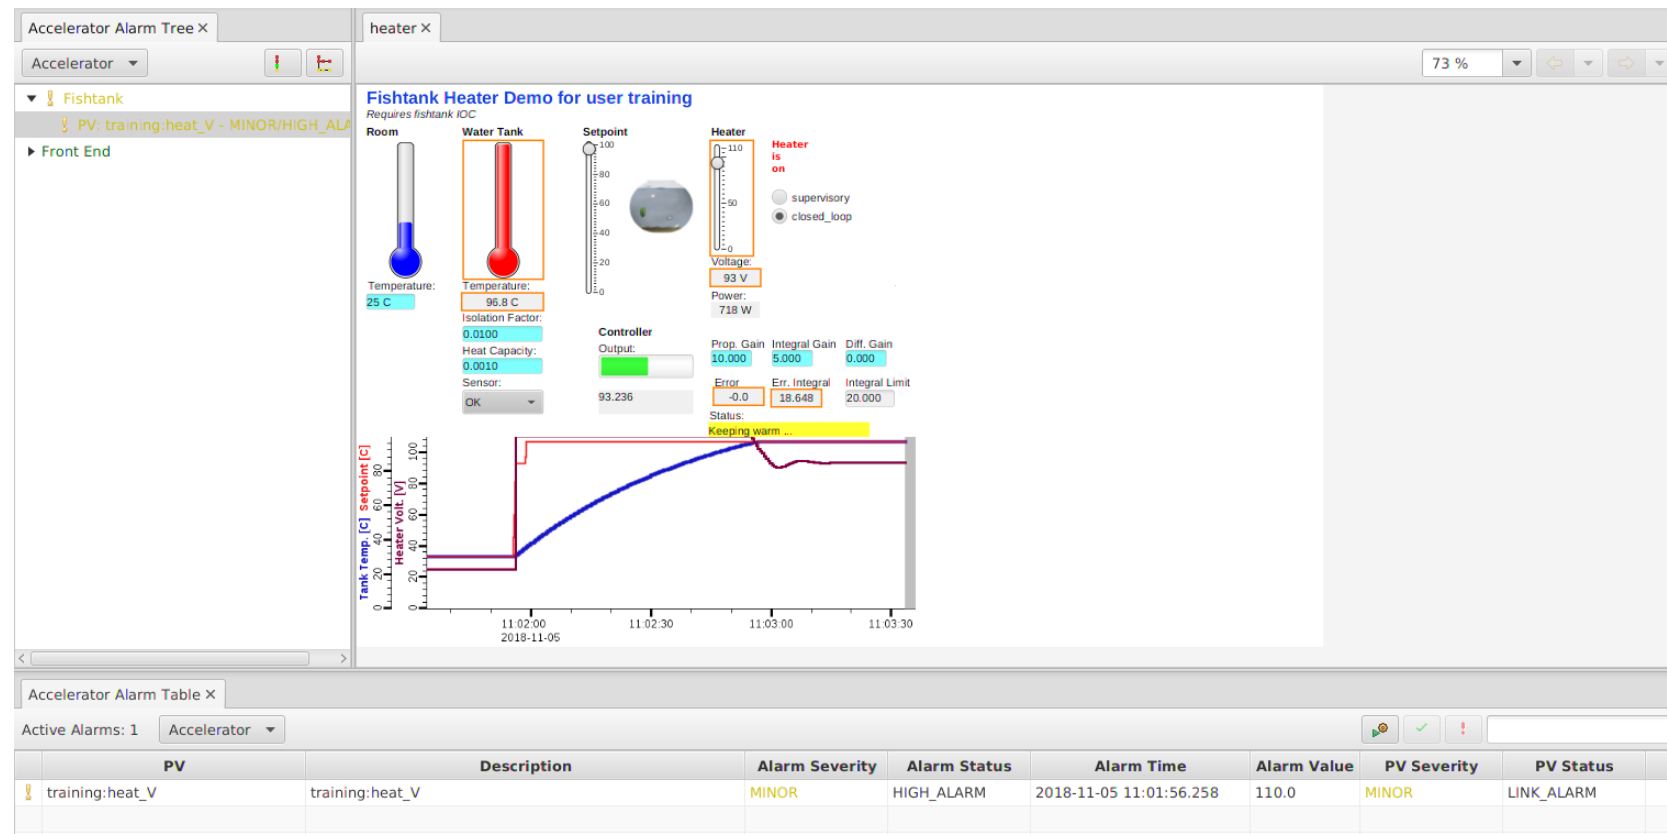 Accelerator Alarm Tree
Accelerator
Fishtank
PV: training:heat_V - MINOR/HIGH_ALA
Front End
heater
73 %
Fishtank Heater Demo for user training
Requires fishtank IOC
Room
Water Tank
Setpoint
Heater
100
80
60
40
20
0
110
50
0
Heater
is
on
supervisory
closed_loop
Temperature:
25 C
Temperature:
96.8 C
Isolation Factor:
0.0100
Heat Capacity:
0.0010
Sensor:
OK
Voltage:
93 V
Power:
718 W
Controller
Output:
93.236
Prop. Gain Integral Gain Diff. Gain
10.000 5.000 0.000
Error Err. Integral Integral Limit
-0.0 18.648 20.000
Status:
Keeping warm ...
Tank Temp. [C] Setpoint [C]
0 20 40 60 80
Heater Volt. [V]
0 20 40 60 80 100
11:02:00 11:02:30 11:03:00 11:03:30
2018-11-05
Accelerator Alarm Table
Active Alarms: 1 Accelerator
PV Description Alarm Severity Alarm Status Alarm Time Alarm Value PV Severity PV Status
training:heat_V training:heat_V MINOR HIGH_ALARM 2018-11-05 11:01:56.258 110.0 MINOR LINK_ALARM